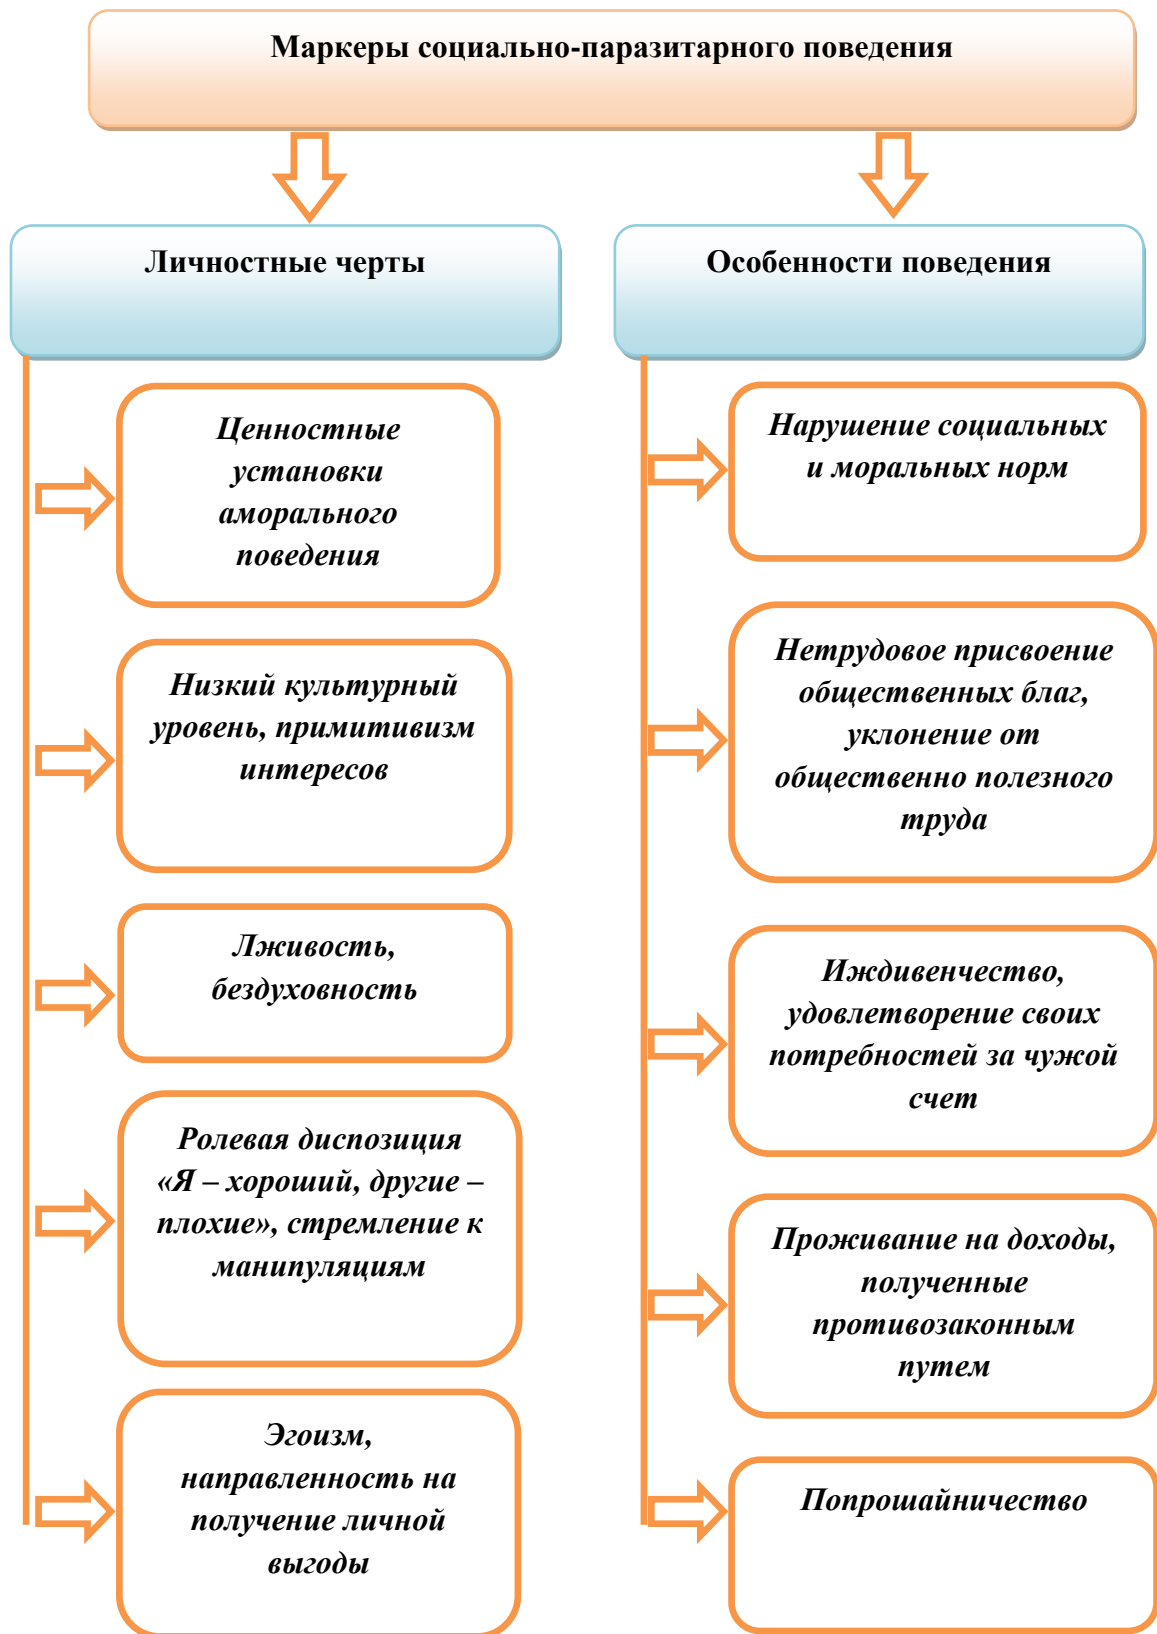 Маркеры социально-паразитарного поведения
Личностные черты
Ценностные
установки
аморального
поведения
Низкий культурный
уровень, примитивизм
интересов
Лживость,
бездуховность
Ролевая диспозиция
«Я – хороший, другие –
плохие», стремление к
манипуляциям
Эгоизм,
направленность на
получение личной
выгоды
Особенности поведения
Нарушение социальных
и моральных норм
Нетрудовое присвоение
общественных благ,
уклонение от
общественно полезного
труда
Иждивенчество,
удовлетворение своих
потребностей за чужой
счет
Проживание на доходы,
полученные
противозаконным
путем
Попрошайничество